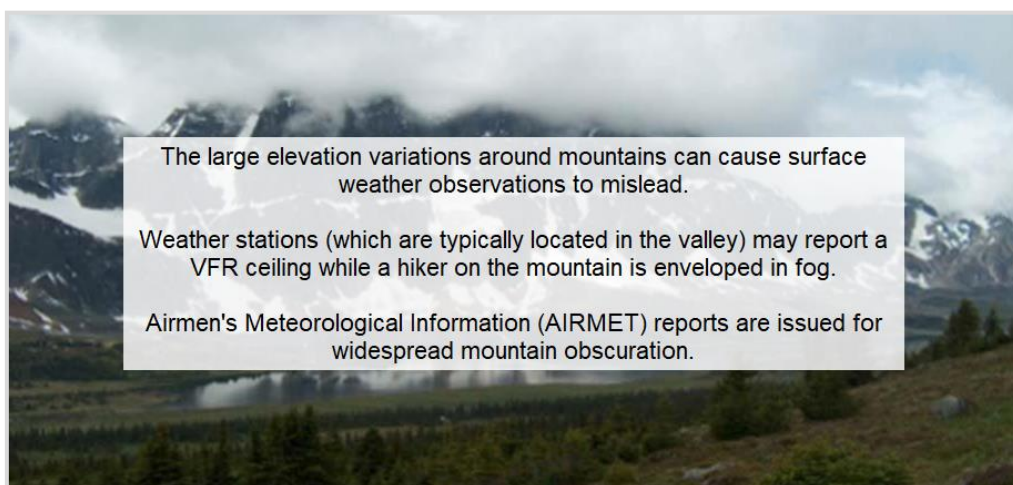 The large elevation variations around mountains can cause surface
weather observations to mislead.
Weather stations (which are typically located in the valley) may report a
VFR ceiling while a hiker on the mountain is enveloped in fog.
Airmen's Meteorological Information (AIRMET) reports are issued for
widespread mountain obscuration.